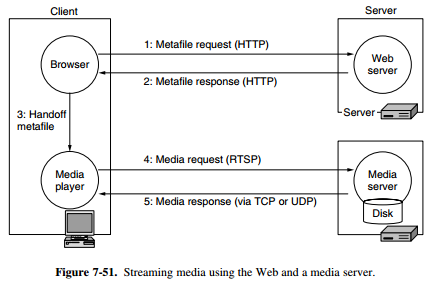 Client
Server
1: Metafile request (HTTP)
Browser
Web
server
2: Metafile response (HTTP)
Server
3: Handoff
metafile
4: Media request (RTSP)
Media
player
Media
server
5: Media response (via TCP or UDP)
Disk
Figure 7-51. Streaming media using the Web and a media server.